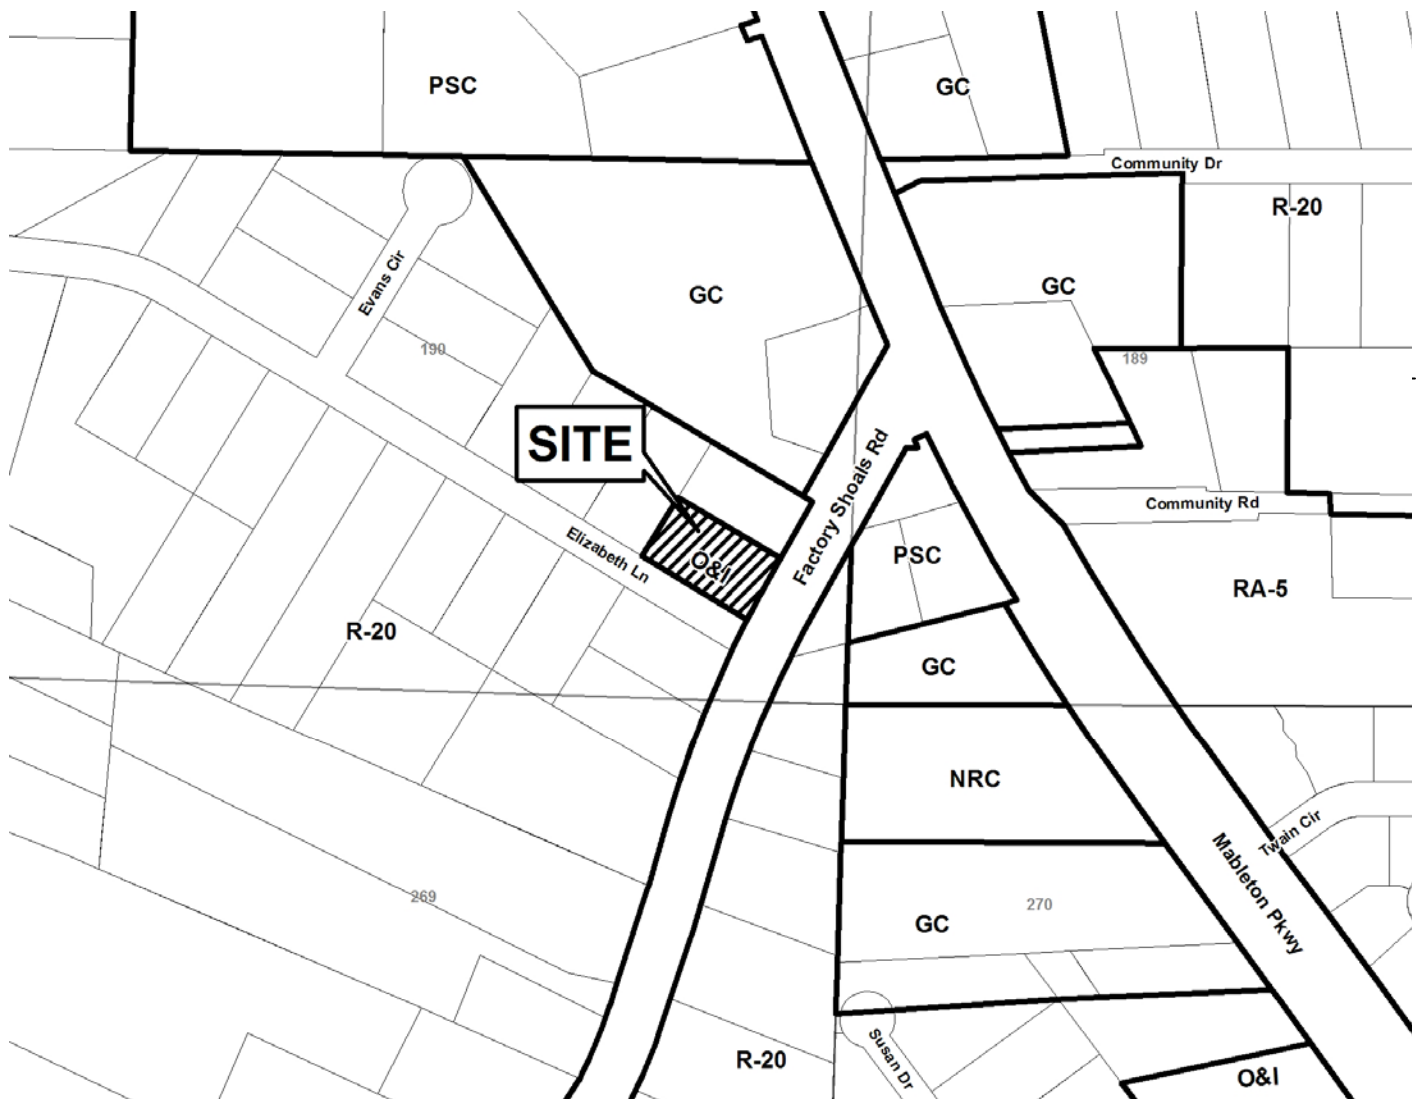 PSC
GC
Community Dr
R-20
Evans Cir
GC
GC
190
189
SITE
Factory Shoals Rd
Community Rd
Elizabeth Ln
O&I
PSC
RA-5
R-20
GC
NRC
Twain Cir
Mableton Pkwy
269
270
GC
Susan Dr
R-20
O&I